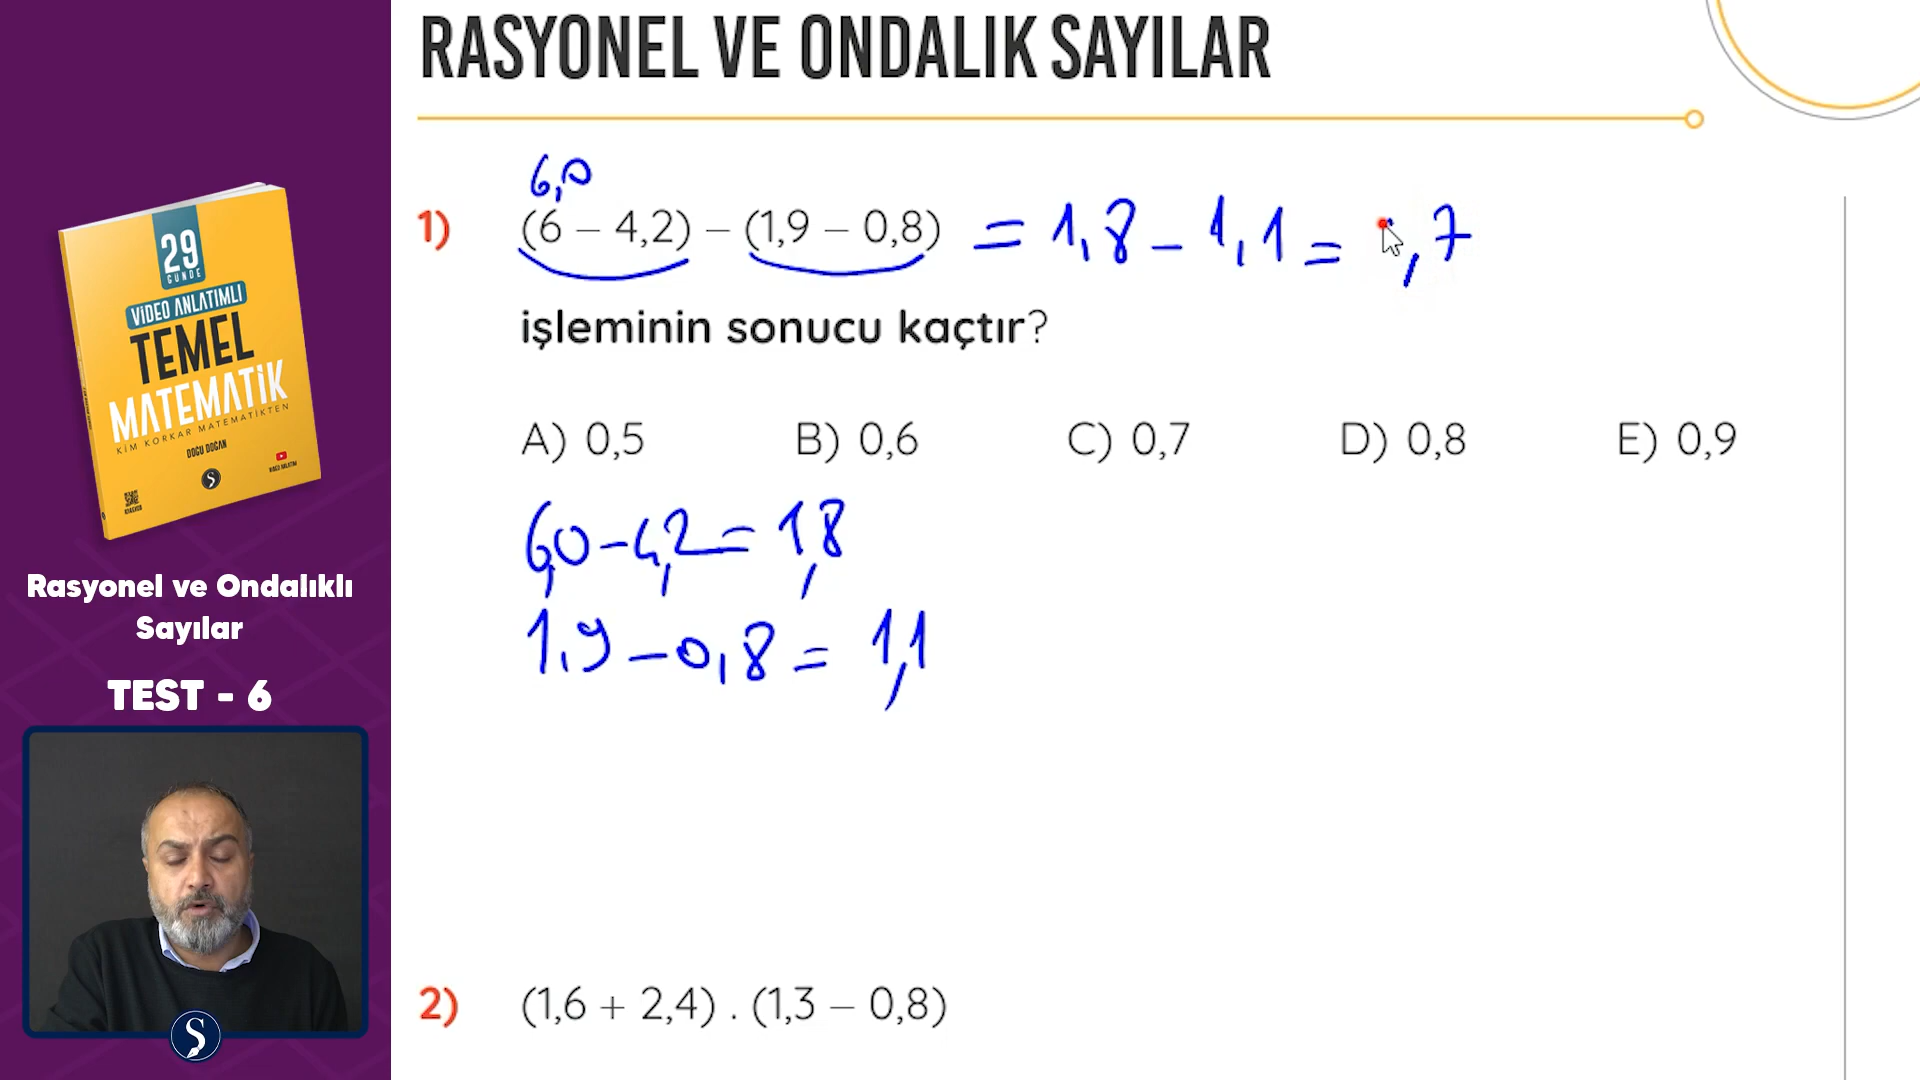 RASYONEL VE ONDALIK SAYILAR
6,0
1) (6 – 4,2) – (1,9 – 0,8) = 1,8 – 1,1 = ,7
işleminin sonucu kaçtır?
A) 0,5 B) 0,6 C) 0,7 D) 0,8 E) 0,9
6,0 – 4,2 = 1,8
1,9 – 0,8 = 1,1
2) (1,6 + 2,4) . (1,3 – 0,8)
29
GÜNDE
VİDEO ANLATIMLI
TEMEL
MATEMATİK
KİM KORKAR MATEMATİKTEN
DOĞU DOĞAN
Rasyonel ve Ondalıklı
Sayılar
TEST - 6
S